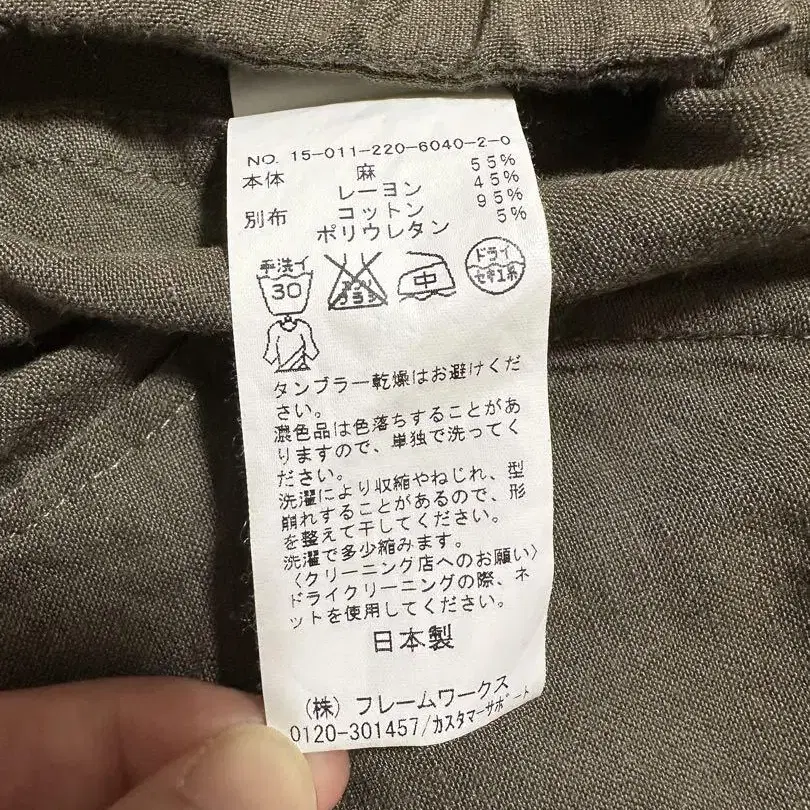 NO. 15-011-220-6040-2-0
本体 麻 55%
レーヨン 45%
別布 コットン 95%
ポリウレタン 5%
手洗イ
30
エンソサラシ
中
ドライ
セキユ系
タンブラー乾燥はお避けくだ
さい。
濃色品は色落ちすることがあ
りますので、単独で洗ってく
ださい。
洗濯により収縮やねじれ、型
崩れすることがあるので、形
を整えて干してください。
洗濯で多少縮みます。
〈クリーニング店へのお願い〉
ドライクリーニングの際、ネ
ットを使用してください。
日本製
(株) フレームワークス
0120-301457/カスタマーサポート